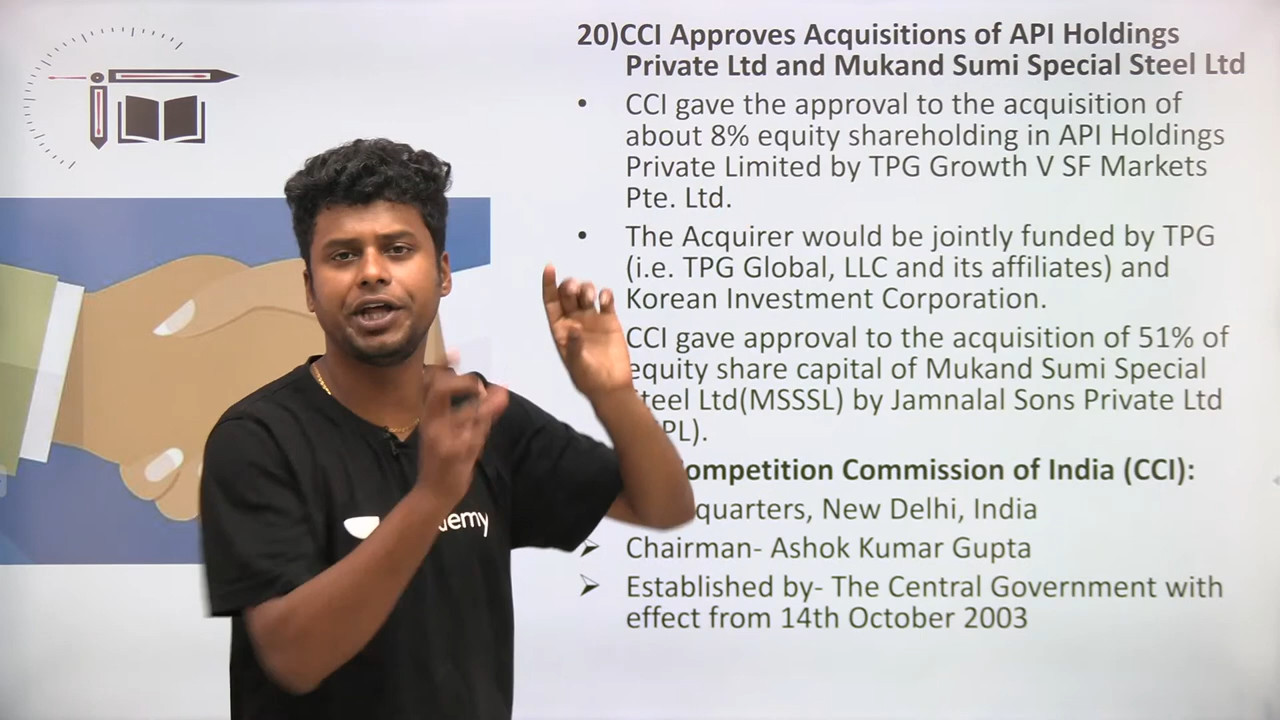 20)CCI Approves Acquisitions of API Holdings
Private Ltd and Mukand Sumi Special Steel Ltd
• CCI gave the approval to the acquisition of
about 8% equity shareholding in API Holdings
Private Limited by TPG Growth V SF Markets
Pte. Ltd.
• The Acquirer would be jointly funded by TPG
(i.e. TPG Global, LLC and its affiliates) and
Korean Investment Corporation.
CCI gave approval to the acquisition of 51% of
equity share capital of Mukand Sumi Special
teel Ltd(MSSSL) by Jamnalal Sons Private Ltd
PL).
ompetition Commission of India (CCI):
quarters, New Delhi, India
➢ Chairman- Ashok Kumar Gupta
➢ Established by- The Central Government with
effect from 14th October 2003
demy